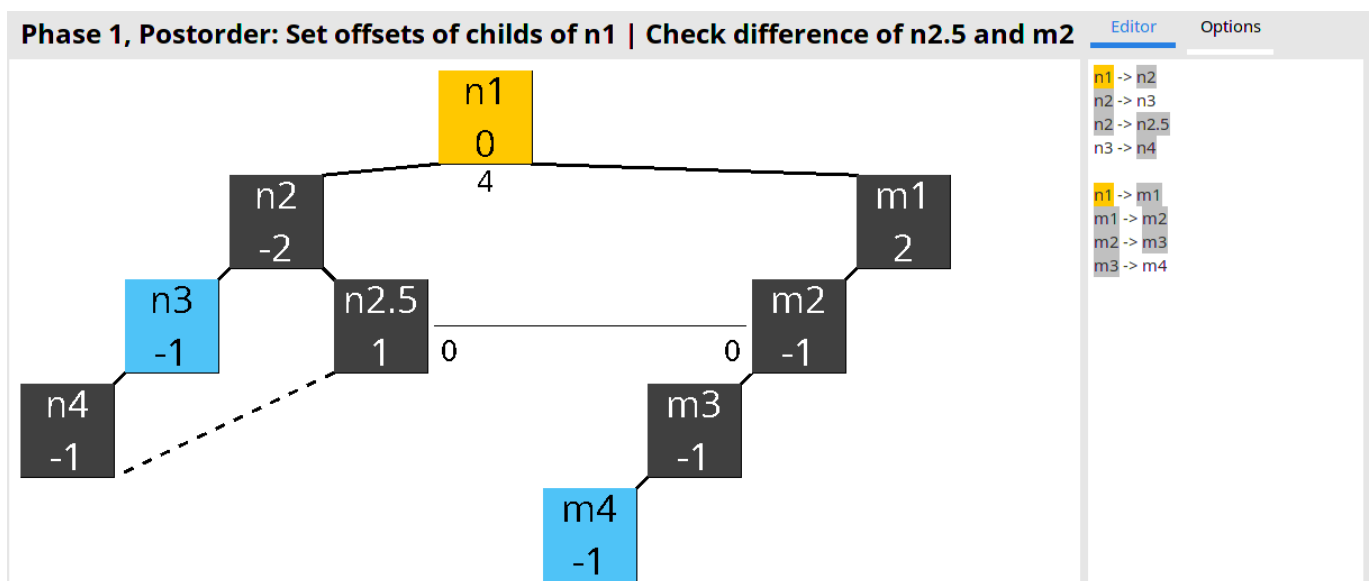 Phase 1, Postorder: Set offsets of childs of n1 | Check difference of n2.5 and m2
Editor
Options
n1
0
4
n2
-2
m1
2
n3
-1
n2.5
1
0
0
m2
-1
n4
-1
m3
-1
m4
-1
n1 -> n2
n2 -> n3
n2 -> n2.5
n3 -> n4
n1 -> m1
m1 -> m2
m2 -> m3
m3 -> m4